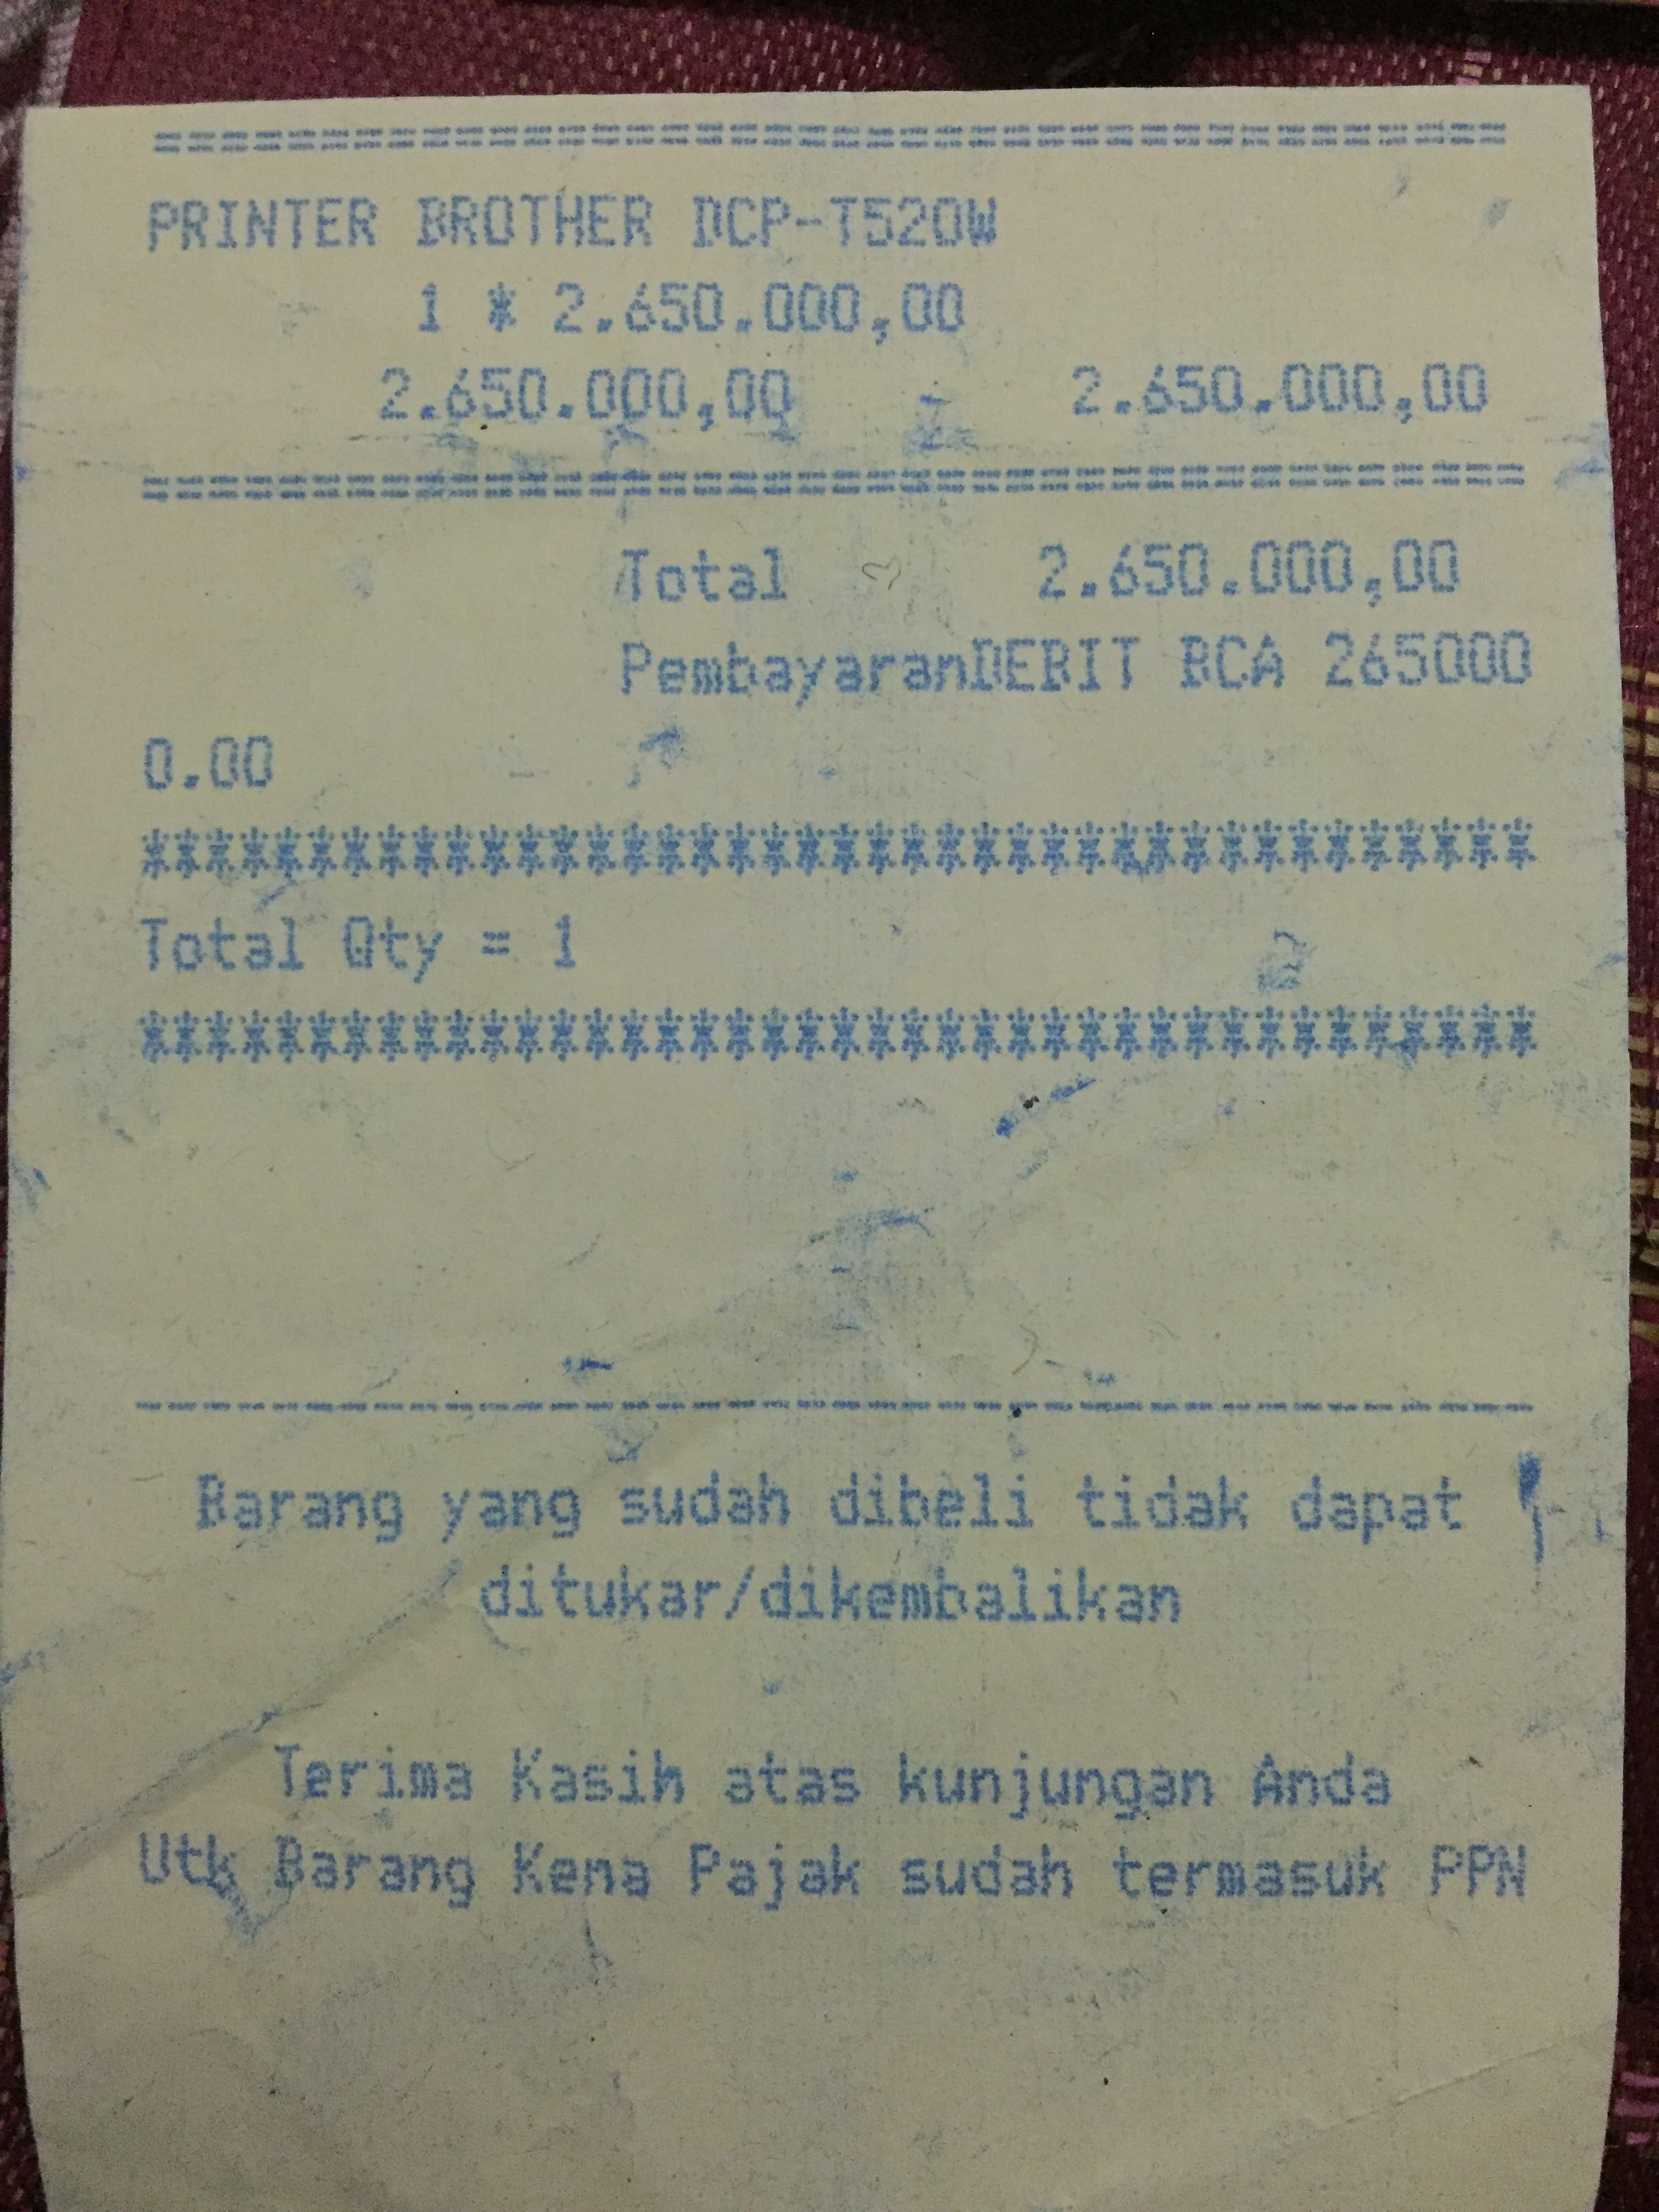 ========================================
PRINTER BROTHER DCP-T520W
1 * 2.650.000,00
2.650.000,00 2.650.000,00
========================================
Total 2.650.000,00
PembayaranDEBIT BCA 265000
0.00
****************************************
Total Qty = 1
****************************************
----------------------------------------
Barang yang sudah dibeli tidak dapat
ditukar/dikembalikan
Terima Kasih atas kunjungan Anda
Utk Barang Kena Pajak sudah termasuk PPN